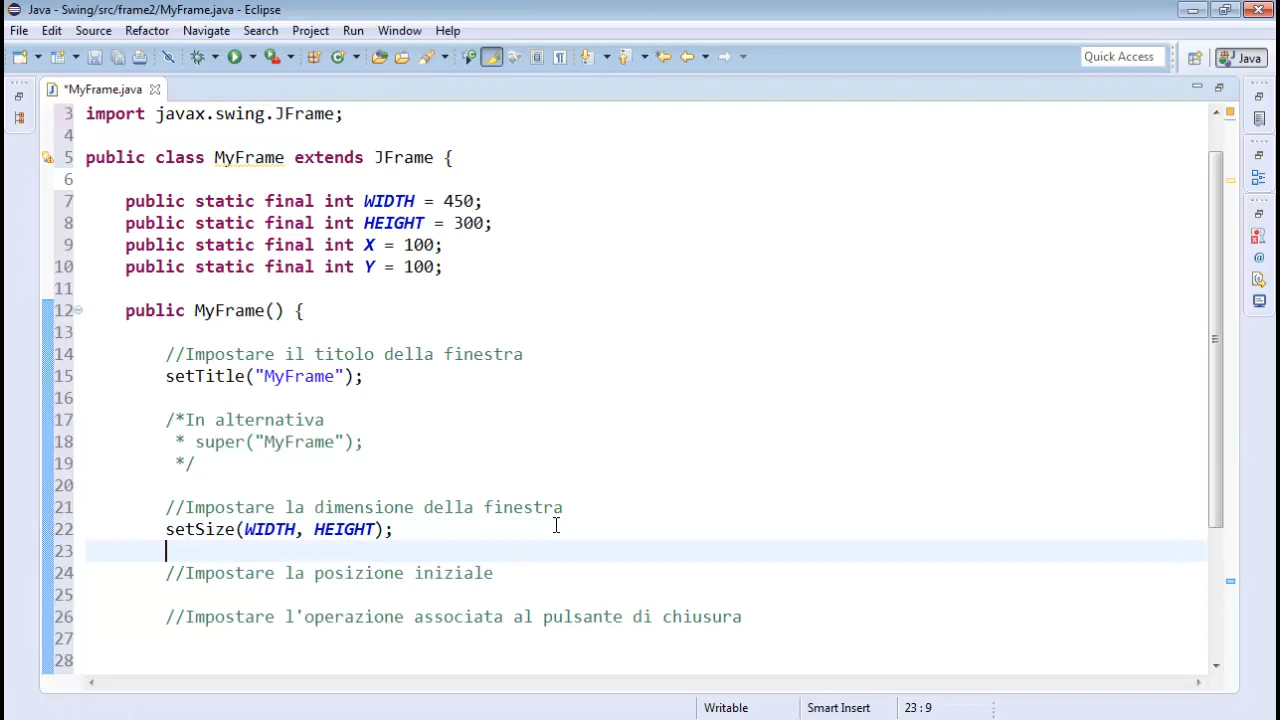 Java - Swing/src/frame2/MyFrame.java - Eclipse
File Edit Source Refactor Navigate Search Project Run Window Help
Quick Access Java
*MyFrame.java
3 import javax.swing.JFrame;
4
5 public class MyFrame extends JFrame {
6
7 public static final int WIDTH = 450;
8 public static final int HEIGHT = 300;
9 public static final int X = 100;
10 public static final int Y = 100;
11
12 public MyFrame() {
13
14 //Impostare il titolo della finestra
15 setTitle("MyFrame");
16
17 /*In alternativa
18 * super("MyFrame");
19 */
20
21 //Impostare la dimensione della finestra
22 setSize(WIDTH, HEIGHT);
23
24 //Impostare la posizione iniziale
25
26 //Impostare l'operazione associata al pulsante di chiusura
27
28
Writable Smart Insert 23 : 9